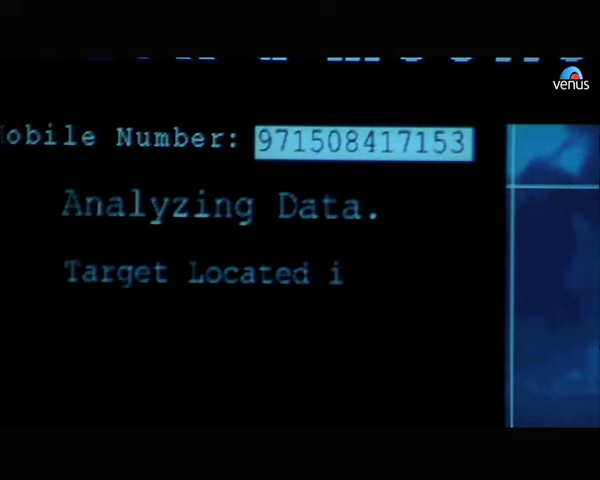 venus
obile Number: 971508417153
Analyzing Data.
Target Located i